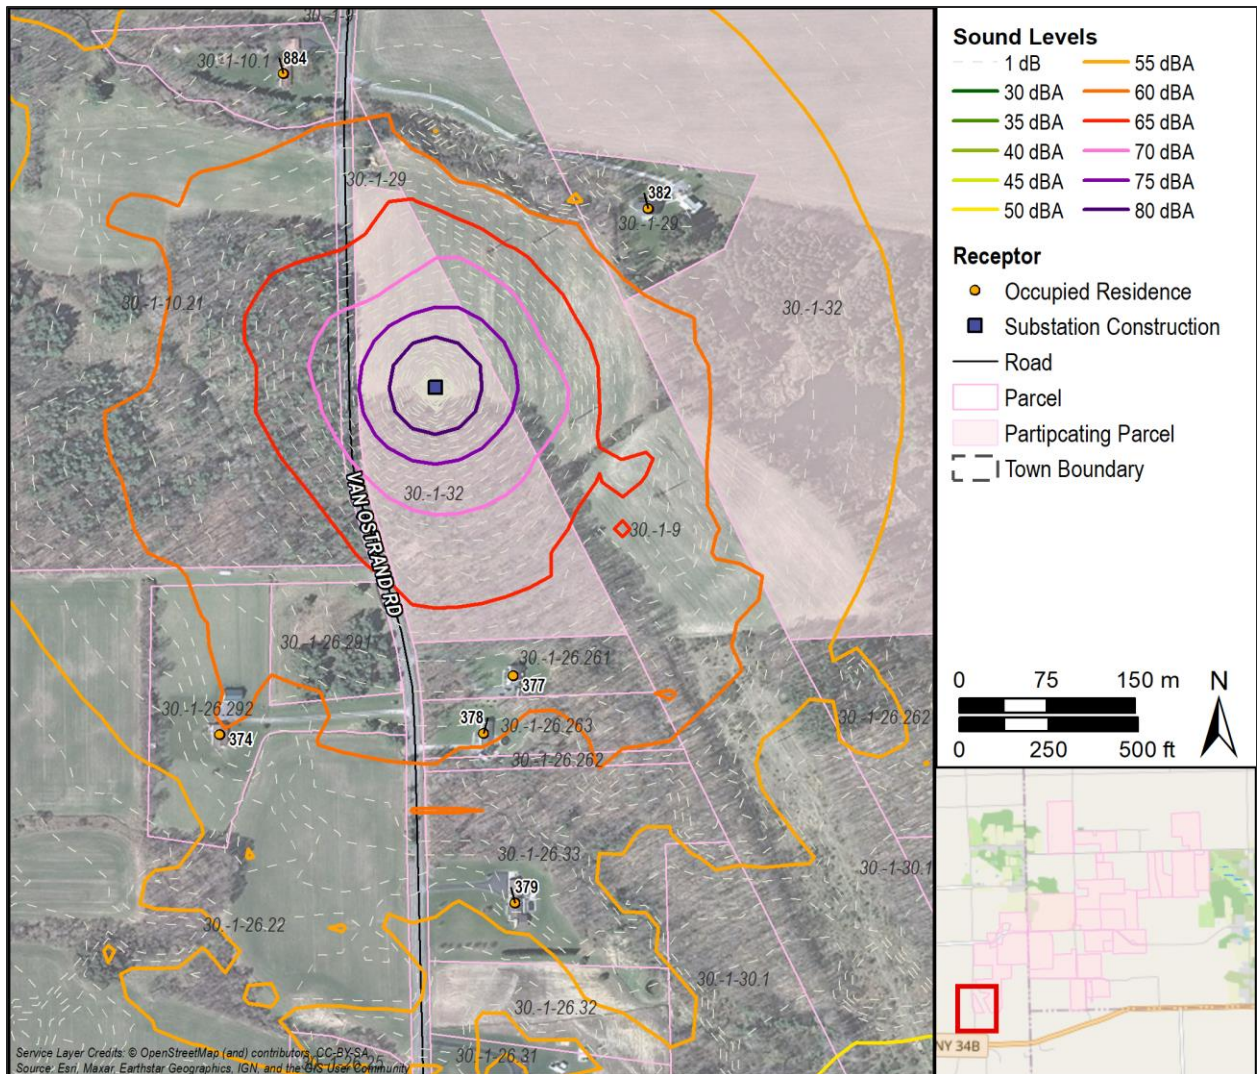 30.-1-9
884
30.-1-10.1
30.-1-29
382
30.-1-29
30.-1-10.21
30.-1-32
VAN OSTRAND RD
30.-1-32
30.-1-9
30.-1-26.291
30.-1-26.261
377
30.-1-26.292
374
378
30.-1-26.263
30.-1-26.262
30.-1-26.262
30.-1-26.33
30.-1-30.1
379
30.-1-26.22
30.-1-30.1
30.-1-26.32
30.-1-26.31
30.-1-26.25
Service Layer Credits: © OpenStreetMap (and) contributors, CC-BY-SA
Source: Esri, Maxar, Earthstar Geographics, IGN, and the GIS User Community
Sound Levels
1 dB
30 dBA
35 dBA
40 dBA
45 dBA
50 dBA
55 dBA
60 dBA
65 dBA
70 dBA
75 dBA
80 dBA
Receptor
Occupied Residence
Substation Construction
Road
Parcel
Partipcating Parcel
Town Boundary
0 75 150 m
0 250 500 ft
N
NY 34B